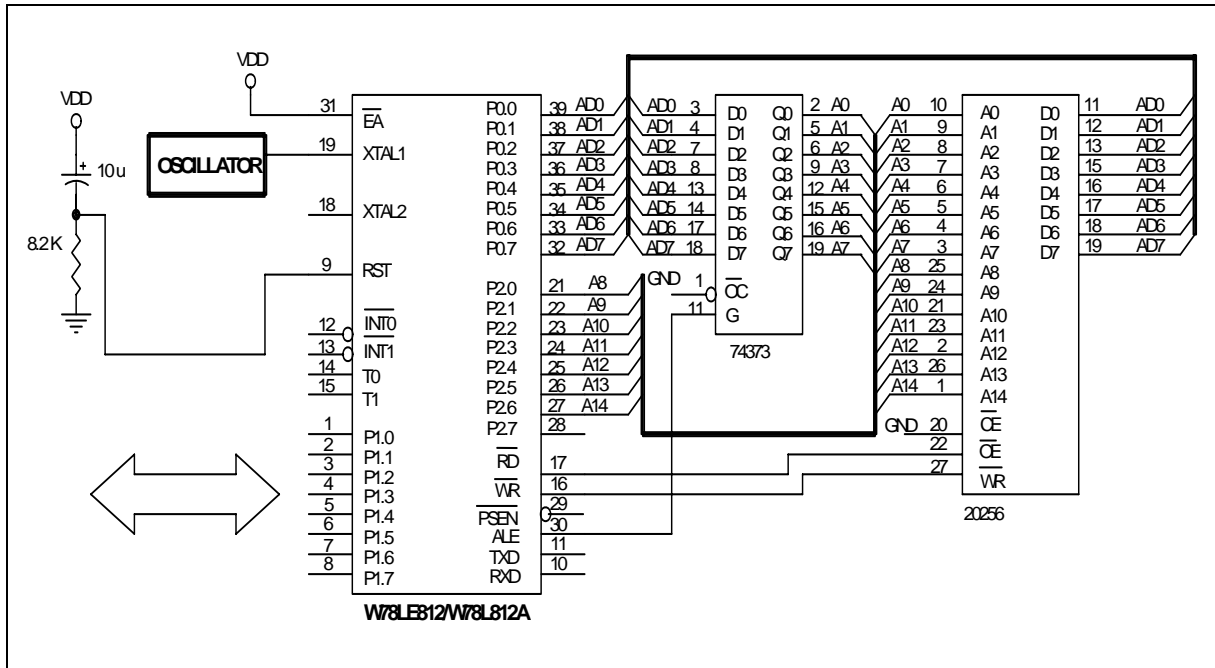 VDD
VDD
10u
8.2K
OSCILLATOR
31 EA
19 XTAL1
18 XTAL2
9 RST
12 INT0
13 INT1
14 T0
15 T1
1 P1.0
2 P1.1
3 P1.2
4 P1.3
5 P1.4
6 P1.5
7 P1.6
8 P1.7
P0.0 39 AD0
P0.1 38 AD1
P0.2 37 AD2
P0.3 36 AD3
P0.4 35 AD4
P0.5 34 AD5
P0.6 33 AD6
P0.7 32 AD7
P2.0 21 A8
P2.1 22 A9
P2.2 23 A10
P2.3 24 A11
P2.4 25 A12
P2.5 26 A13
P2.6 27 A14
P2.7 28
RD 17
WR 16
PSEN 29
ALE 30
TXD 11
RXD 10
W78LE812/W78L812A
AD0 3 D0 Q0 2 A0
AD1 4 D1 Q1 5 A1
AD2 7 D2 Q2 6 A2
AD3 8 D3 Q3 9 A3
AD4 13 D4 Q4 12 A4
AD5 14 D5 Q5 15 A5
AD6 17 D6 Q6 16 A6
AD7 18 D7 Q7 19 A7
GND 1 OC
11 G
74373
A0 10 A0 D0 11 AD0
A1 9 A1 D1 12 AD1
A2 8 A2 D2 13 AD2
A3 7 A3 D3 15 AD3
A4 6 A4 D4 16 AD4
A5 5 A5 D5 17 AD5
A6 4 A6 D6 18 AD6
A7 3 A7 D7 19 AD7
A8 25 A8
A9 24 A9
A10 21 A10
A11 23 A11
A12 2 A12
A13 26 A13
A14 1 A14
GND 20 CE
22 OE
27 WR
20256